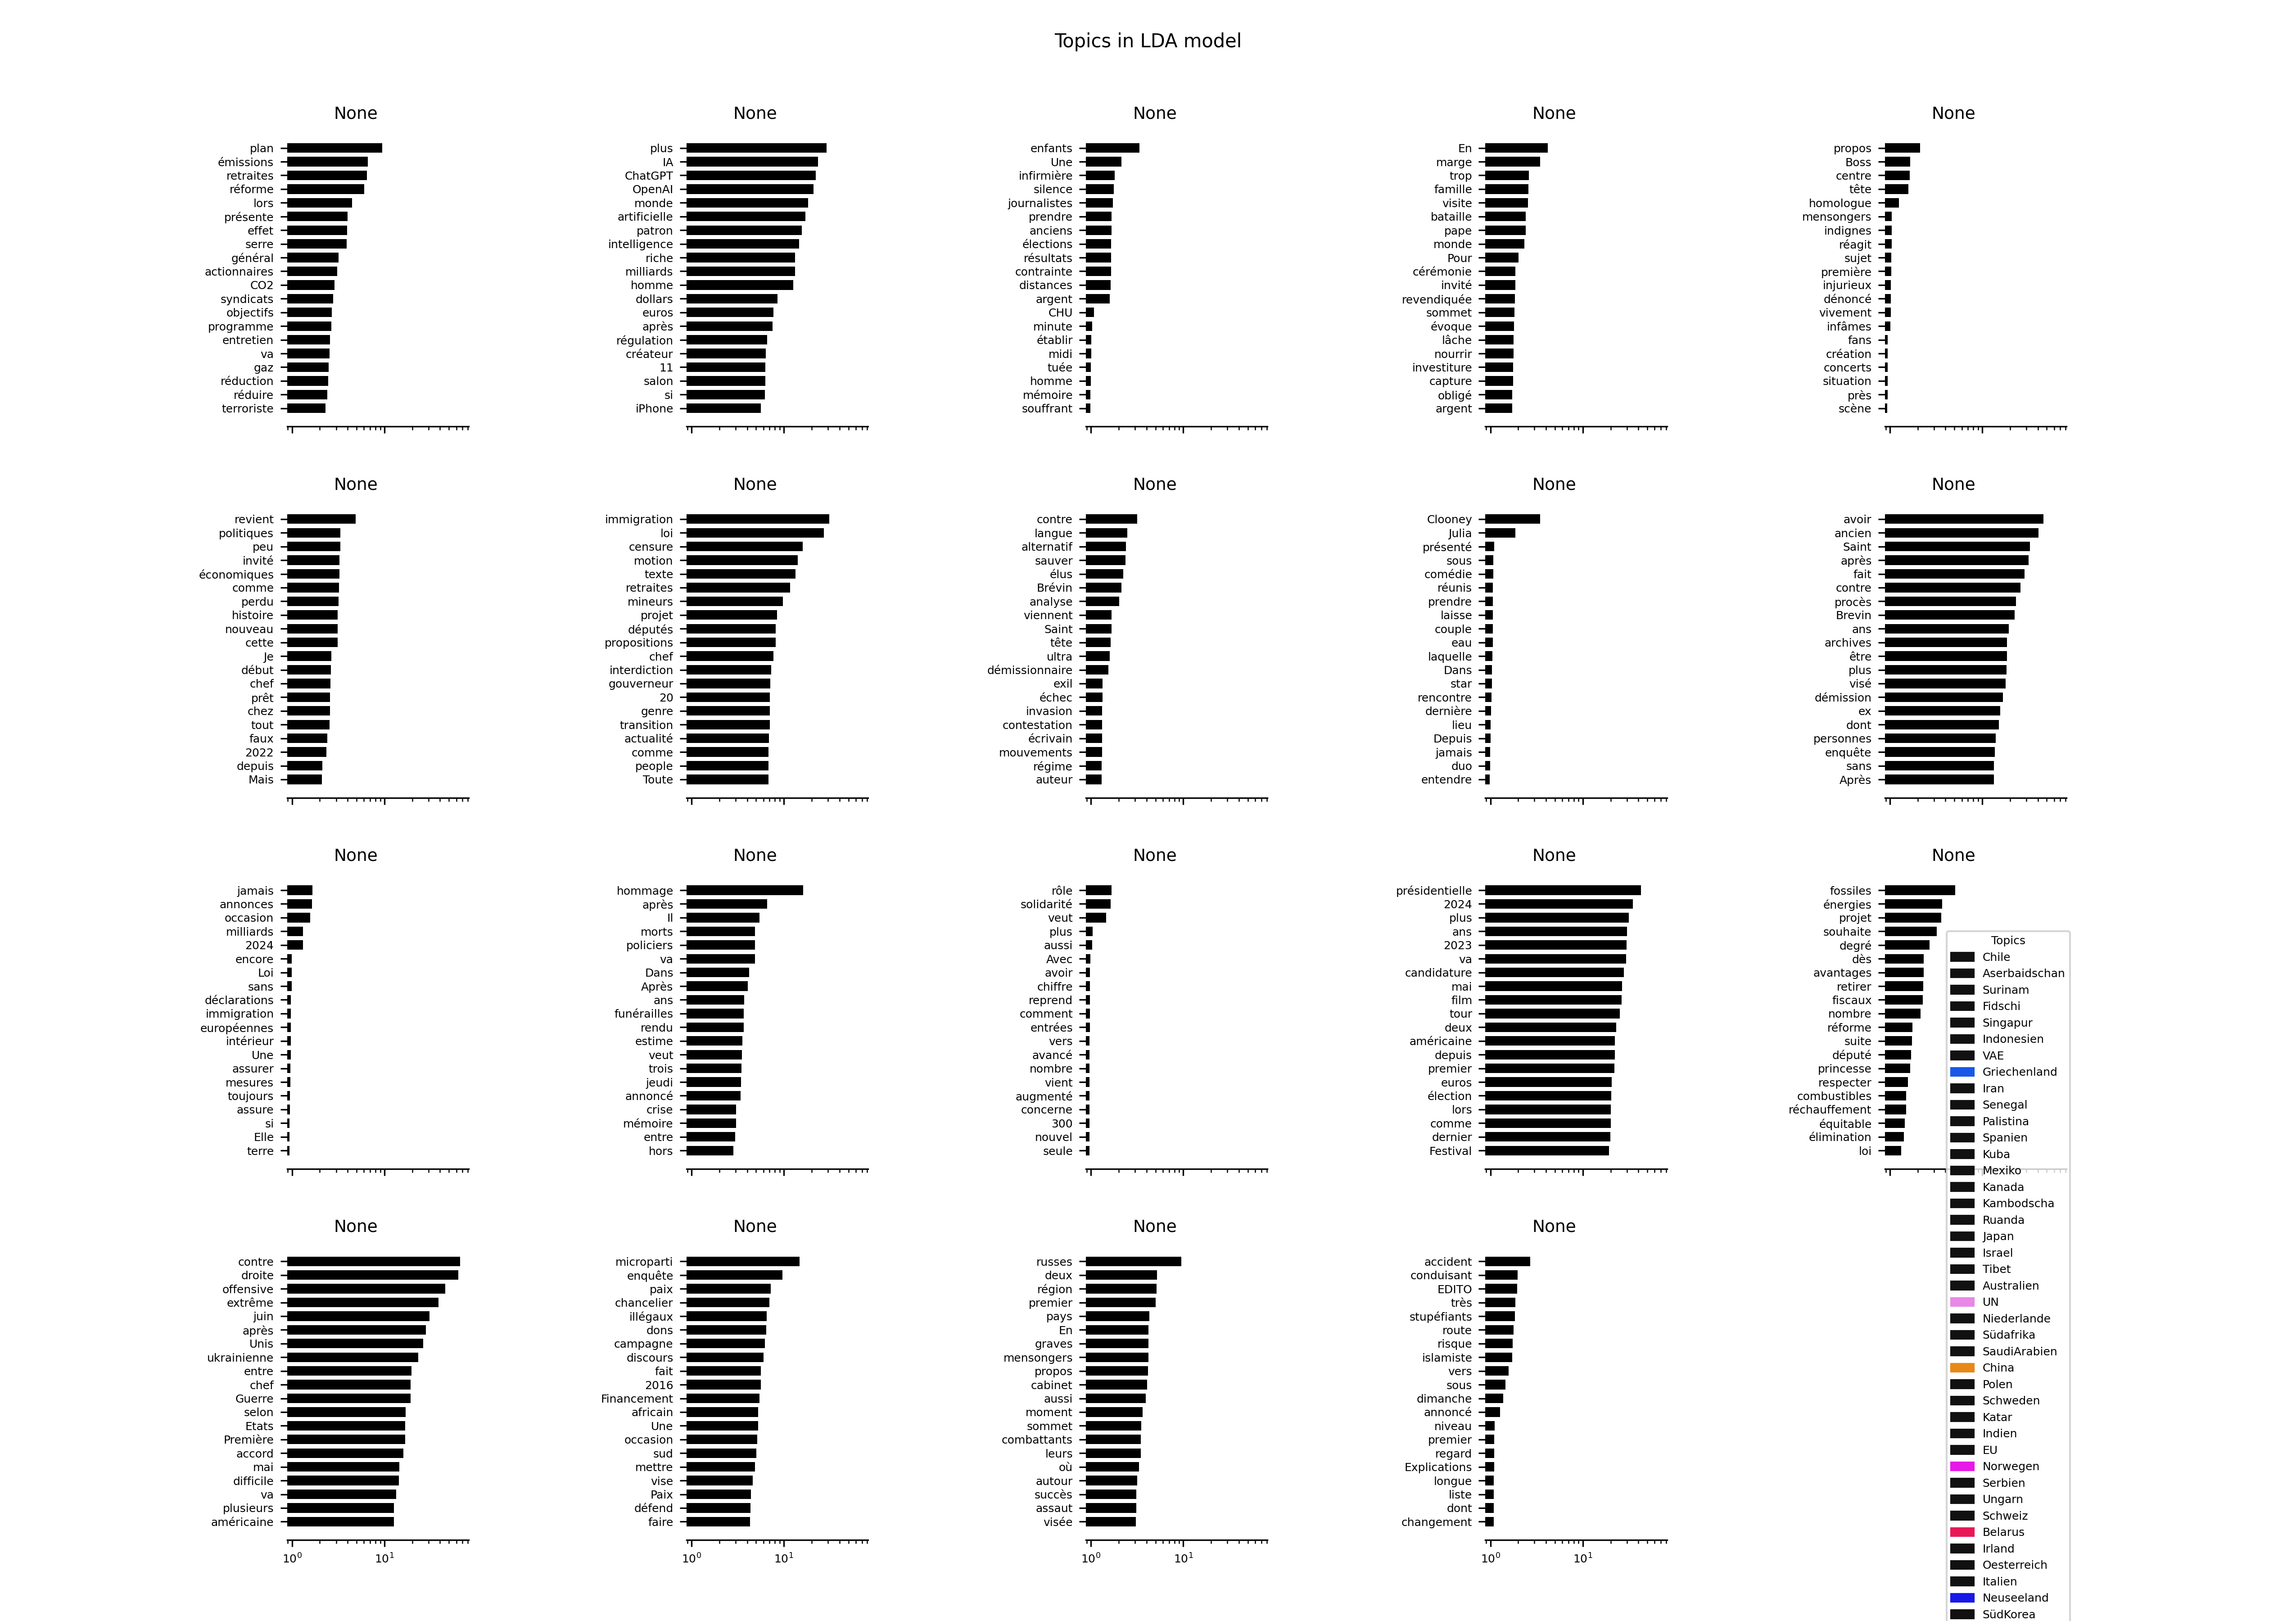 Topics in LDA model
None
plan
émissions
retraites
réforme
lors
présente
effet
serre
général
actionnaires
CO2
syndicats
objectifs
programme
entretien
va
gaz
réduction
réduire
terroriste
None
plus
IA
ChatGPT
OpenAI
monde
artificielle
patron
intelligence
riche
milliards
homme
dollars
euros
après
régulation
créateur
11
salon
si
iPhone
None
enfants
Une
infirmière
silence
journalistes
prendre
anciens
élections
résultats
contrainte
distances
argent
CHU
minute
établir
midi
tuée
homme
mémoire
souffrant
None
En
marge
trop
famille
visite
bataille
pape
monde
Pour
cérémonie
invité
revendiquée
sommet
évoque
lâche
nourrir
investiture
capture
obligé
argent
None
propos
Boss
centre
tête
homologue
mensongers
indignes
réagit
sujet
première
injurieux
dénoncé
vivement
infâmes
fans
création
concerts
situation
près
scène
None
revient
politiques
peu
invité
économiques
comme
perdu
histoire
nouveau
cette
Je
début
chef
prêt
chez
tout
faux
2022
depuis
Mais
None
immigration
loi
censure
motion
texte
retraites
mineurs
projet
députés
propositions
chef
interdiction
gouverneur
20
genre
transition
actualité
comme
people
Toute
None
contre
langue
alternatif
sauver
élus
Brévin
analyse
viennent
Saint
tête
ultra
démissionnaire
exil
échec
invasion
contestation
écrivain
mouvements
régime
auteur
None
Clooney
Julia
présenté
sous
comédie
réunis
prendre
laisse
couple
eau
laquelle
Dans
star
rencontre
dernière
lieu
Depuis
jamais
duo
entendre
None
avoir
ancien
Saint
après
fait
contre
procès
Brevin
ans
archives
être
plus
visé
démission
ex
dont
personnes
enquête
sans
Après
None
jamais
annonces
occasion
milliards
2024
encore
Loi
sans
déclarations
immigration
européennes
intérieur
Une
assurer
mesures
toujours
assure
si
Elle
terre
None
hommage
après
Il
morts
policiers
va
Dans
Après
ans
funérailles
rendu
estime
veut
trois
jeudi
annoncé
crise
mémoire
entre
hors
None
rôle
solidarité
veut
plus
aussi
Avec
avoir
chiffre
reprend
comment
entrées
vers
avancé
nombre
vient
augmenté
concerne
300
nouvel
seule
None
présidentielle
2024
plus
ans
2023
va
candidature
mai
film
tour
deux
américaine
depuis
premier
euros
élection
lors
comme
dernier
Festival
None
fossiles
énergies
projet
souhaite
degré
dès
avantages
retirer
fiscaux
nombre
réforme
suite
député
princesse
respecter
combustibles
réchauffement
équitable
élimination
loi
None
contre
droite
offensive
extrême
juin
après
Unis
ukrainienne
entre
chef
Guerre
selon
Etats
Première
accord
mai
difficile
va
plusieurs
américaine
10^0 10^1
None
microparti
enquête
paix
chancelier
illégaux
dons
campagne
discours
fait
2016
Financement
africain
Une
occasion
sud
mettre
vise
Paix
défend
faire
10^0 10^1
None
russes
deux
région
premier
pays
En
graves
mensongers
propos
cabinet
aussi
moment
sommet
combattants
leurs
où
autour
succès
assaut
visée
10^0 10^1
None
accident
conduisant
EDITO
très
stupéfiants
route
risque
islamiste
vers
sous
dimanche
annoncé
niveau
premier
regard
Explications
longue
liste
dont
changement
10^0 10^1
Topics
Chile
Aserbaidschan
Surinam
Fidschi
Singapur
Indonesien
VAE
Griechenland
Iran
Senegal
Palistina
Spanien
Kuba
Mexiko
Kanada
Kambodscha
Ruanda
Japan
Israel
Tibet
Australien
UN
Niederlande
Südafrika
SaudiArabien
China
Polen
Schweden
Katar
Indien
EU
Norwegen
Serbien
Ungarn
Schweiz
Belarus
Irland
Oesterreich
Italien
Neuseeland
SüdKorea